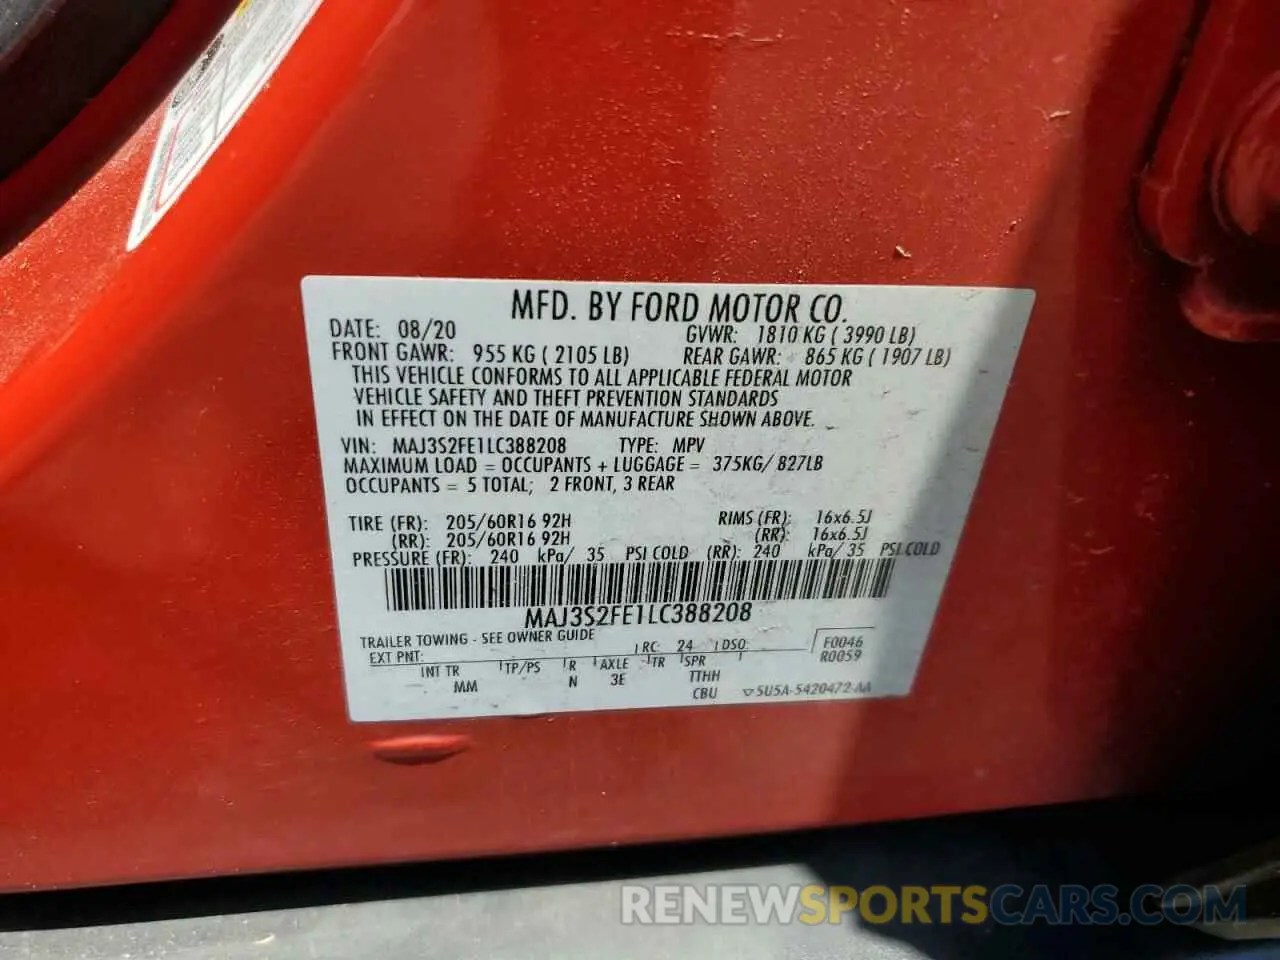 MFD. BY FORD MOTOR CO.
DATE: 08/20 GVWR: 1810 KG ( 3990 LB)
FRONT GAWR: 955 KG ( 2105 LB) REAR GAWR: 865 KG ( 1907 LB)
THIS VEHICLE CONFORMS TO ALL APPLICABLE FEDERAL MOTOR
VEHICLE SAFETY AND THEFT PREVENTION STANDARDS
IN EFFECT ON THE DATE OF MANUFACTURE SHOWN ABOVE.
VIN: MAJ3S2FE1LC388208 TYPE: MPV
MAXIMUM LOAD = OCCUPANTS + LUGGAGE = 375KG/ 827LB
OCCUPANTS = 5 TOTAL; 2 FRONT, 3 REAR
TIRE (FR): 205/60R16 92H RIMS (FR): 16x6.5J
(RR): 205/60R16 92H (RR): 16x6.5J
PRESSURE (FR): 240 kPa/ 35 PSI COLD (RR): 240 kPa/ 35 PSI COLD
MAJ3S2FE1LC388208
TRAILER TOWING - SEE OWNER GUIDE
EXT PNT: RC: 24 DSO: F0046
R0059
INT TR TP/PS R AXLE TR SPR
MM N 3E TTHH
CBU 5U5A-5420472-AA
RENEWSPORTSCARS.COM